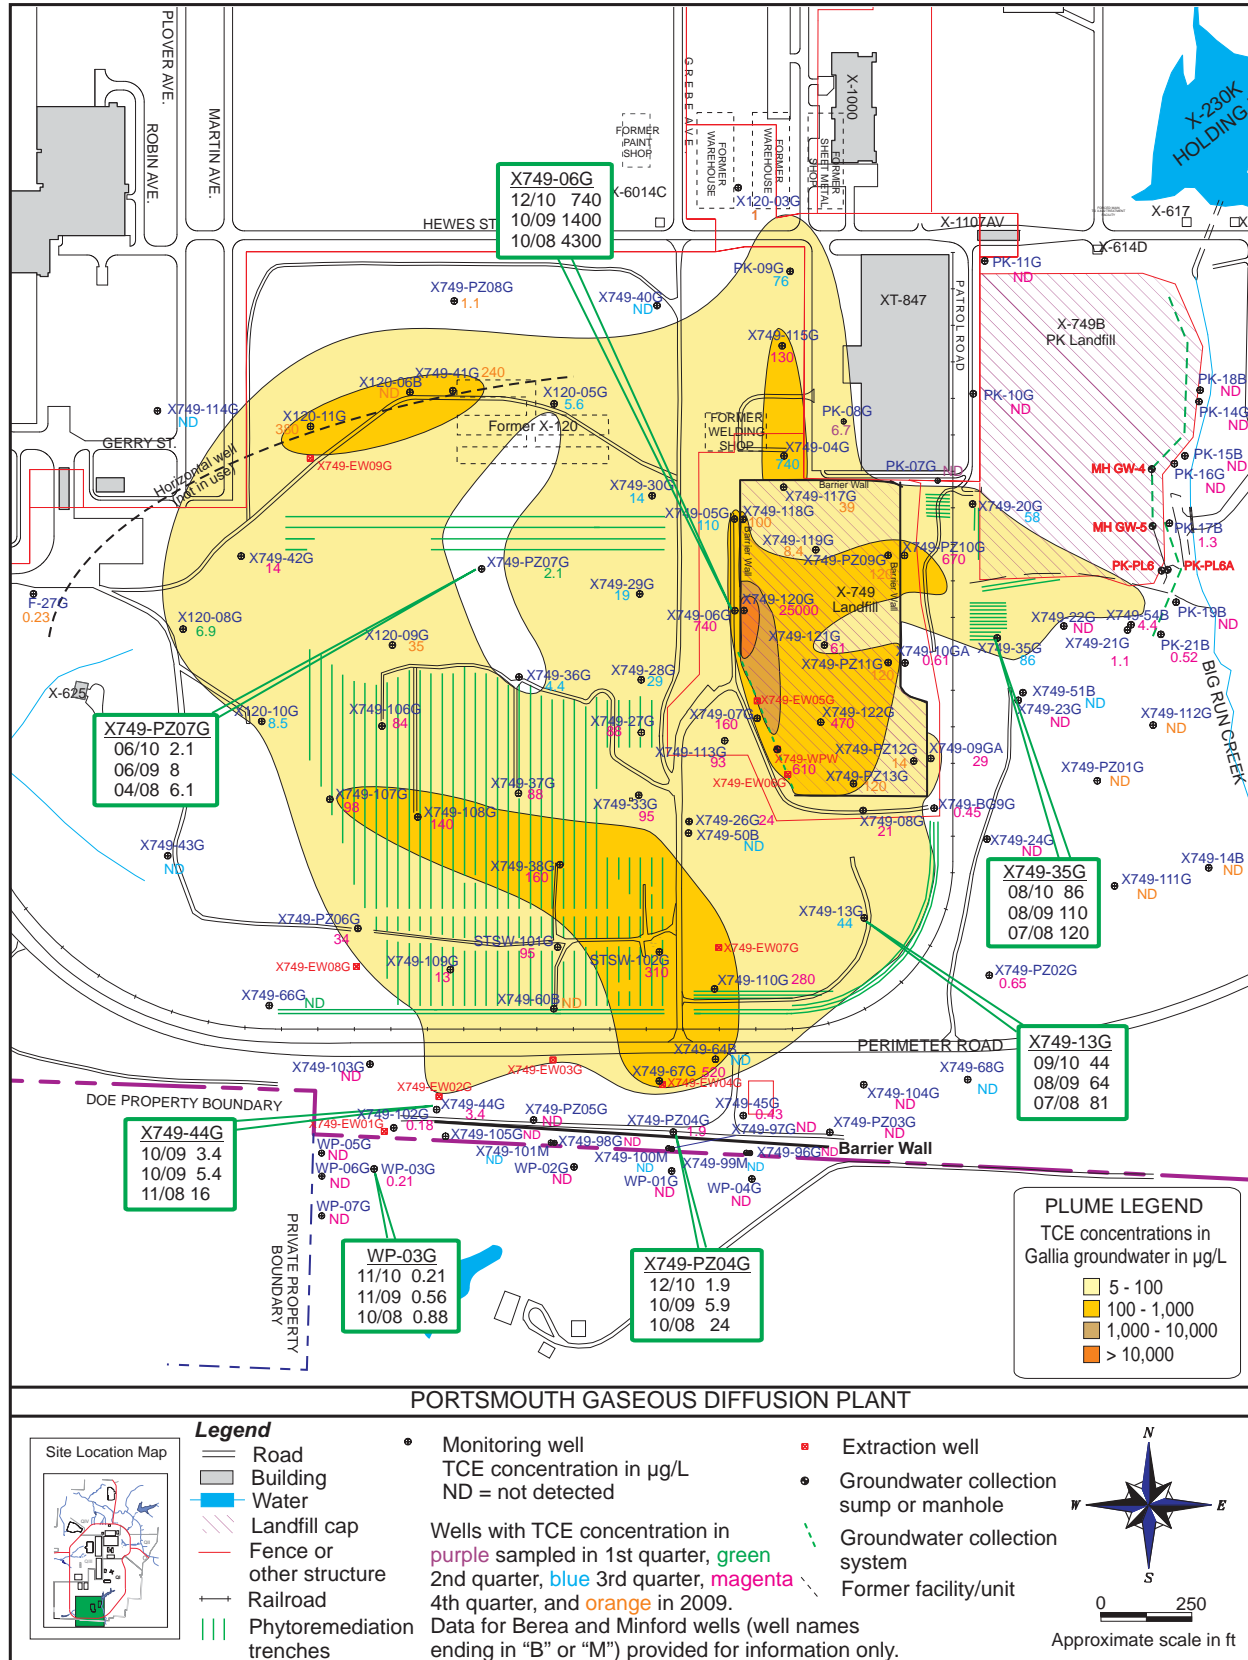 PLOVER AVE.
ROBIN AVE.
MARTIN AVE.
GREBE AVE.
FORMER
PAINT
SHOP
FORMER
WAREHOUSE
FORMER
WAREHOUSE
FORMER
SHEET METAL
SHOP
X-1000
X-230K
HOLDING
X749-06G
12/10 740
10/09 1400
10/08 4300
X-6014C
X120-03G
1
HEWES ST.
X-1107AV
X-617
X-614D
PK-09G
76
PK-11G
ND
X749-PZ08G
1.1
X749-40G
ND
XT-847
PATROL ROAD
X-749B
PK Landfill
X749-115G
130
X749-41G
240
X120-06B
ND
X120-05G
5.6
X749-114G
ND
X120-11G
380
PK-08G
6.7
PK-10G
ND
PK-18B
ND
PK-14G
ND
GERRY ST.
Former X-120
FORMER
WELDING
SHOP
X749-04G
740
PK-15B
ND
PK-16G
ND
MH GW-4
X749-EW09G
Horizontal well
(not in use)
PK-07G
ND
X749-30G
14
Barrier Wall
X749-117G
39
X749-05G
110
X749-118G
100
X749-20G
58
MH GW-5
PK-17B
1.3
X749-42G
14
X749-PZ07G
2.1
X749-119G
8.4
X749-PZ09G
120
X749-PZ10G
670
PK-PL6
PK-PL6A
Barrier Wall
Barrier Wall
F-27G
0.23
X749-29G
19
X749-06G
740
X749-120G
25000
X-749
Landfill
X749-22G
ND
X749-54B
4.4
PK-19B
ND
X120-08G
6.9
X120-09G
35
X749-121G
61
X749-35G
86
X749-21G
1.1
PK-21B
0.52
X749-PZ11G
120
X749-10GA
0.61
X749-36G
4.4
X749-28G
29
X-625
X749-EW05G
X749-51B
ND
X749-23G
ND
BIG RUN CREEK
X120-10G
8.5
X749-106G
84
X749-27G
88
X749-07G
160
X749-122G
470
X749-112G
ND
X749-PZ07G
06/10 2.1
06/09 8
04/08 6.1
X749-113G
93
X749-WPW
610
X749-PZ12G
14
X749-09GA
29
X749-EW06G
X749-PZ13G
120
X749-PZ01G
ND
X749-107G
98
X749-37G
88
X749-33G
95
X749-108G
140
X749-26G 24
X749-50B
ND
X749-08G
21
X749-BG9G
0.45
X749-43G
ND
X749-24G
ND
X749-38G
160
X749-14B
ND
X749-111G
ND
X749-35G
08/10 86
08/09 110
07/08 120
X749-PZ06G
34
X749-13G
44
STSW-101G
95
X749-EW07G
STSW-102G
310
X749-EW08G
X749-109G
13
X749-PZ02G
0.65
X749-110G 280
X749-66G
ND
X749-60B
ND
PERIMETER ROAD
X749-13G
09/10 44
08/09 64
07/08 81
X749-64B
ND
X749-103G
ND
X749-EW03G
X749-67G
520
X749-EW04G
X749-68G
ND
X749-104G
ND
DOE PROPERTY BOUNDARY
X749-EW02G
X749-44G
3.4
X749-45G
0.43
X749-102G
0.18
X749-EW01G
X749-PZ05G
ND
X749-PZ04G
1.9
X749-97G ND
X749-PZ03G
ND
X749-44G
10/09 3.4
10/09 5.4
11/08 16
X749-105G ND
X749-98G ND
X749-96G ND
Barrier Wall
WP-05G
ND
X749-101M
ND
X749-100M
ND
X749-99M
ND
WP-06G
ND
WP-03G
0.21
WP-02G
ND
WP-01G
ND
WP-04G
ND
WP-07G
ND
PRIVATE PROPERTY
BOUNDARY
WP-03G
11/10 0.21
11/09 0.56
10/08 0.88
X749-PZ04G
12/10 1.9
10/09 5.9
10/08 24
PLUME LEGEND
TCE concentrations in
Gallia groundwater in µg/L
5 - 100
100 - 1,000
1,000 - 10,000
> 10,000
PORTSMOUTH GASEOUS DIFFUSION PLANT
Site Location Map
Legend
Road
Building
Water
Landfill cap
Fence or
other structure
Railroad
Phytoremediation
trenches
Monitoring well
TCE concentration in µg/L
ND = not detected
Wells with TCE concentration in
purple sampled in 1st quarter, green
2nd quarter, blue 3rd quarter, magenta
4th quarter, and orange in 2009.
Data for Berea and Minford wells (well names
ending in “B” or “M”) provided for information only.
Extraction well
Groundwater collection
sump or manhole
Groundwater collection
system
Former facility/unit
N
W
E
S
0 250
Approximate scale in ft